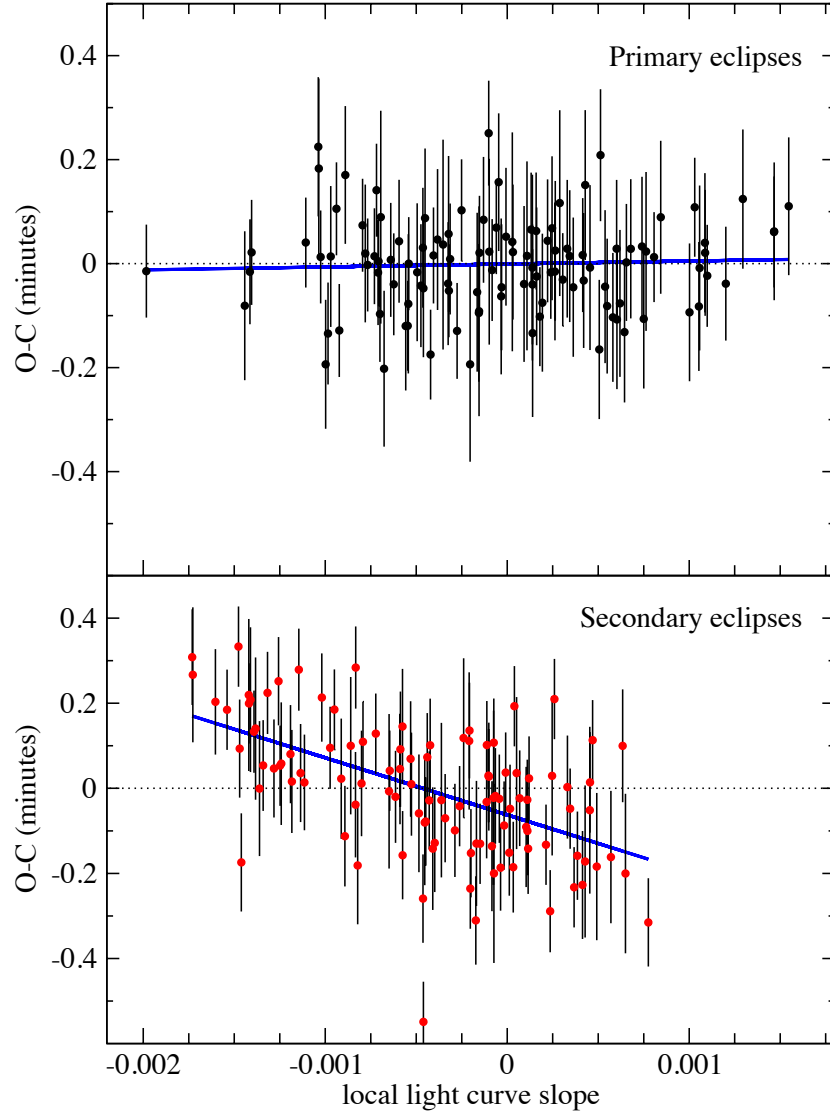 0.4
Primary eclipses
0.2
0
-0.2
-0.4
O-C (minutes)
0.4
Secondary eclipses
0.2
0
-0.2
-0.4
O-C (minutes)
-0.002
-0.001
0
0.001
local light curve slope